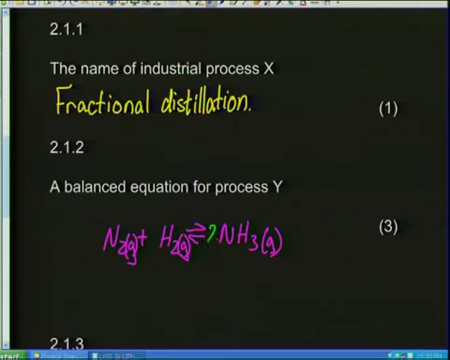 2.1.1
The name of industrial process X
Fractional distillation.
(1)
2.1.2
A balanced equation for process Y
(3)
N2(g) + H2(g) ⇌ 2NH3(g)
2.1.3
start